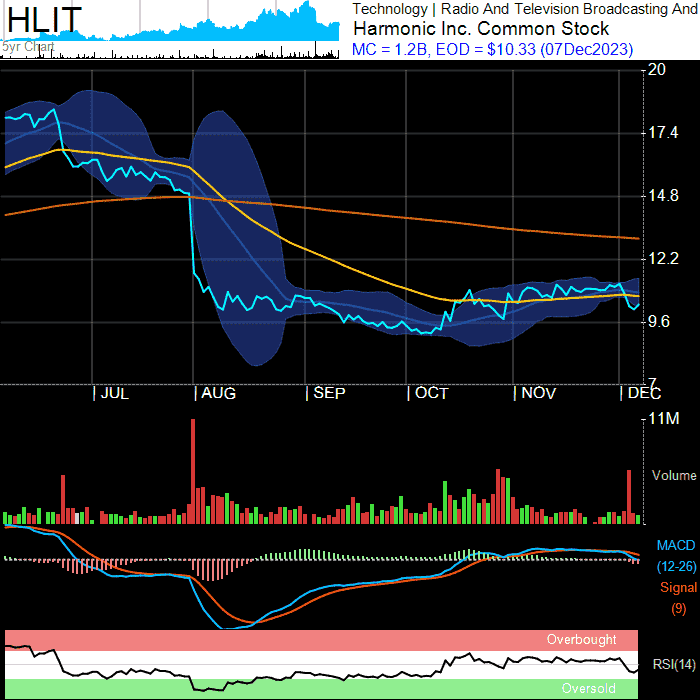 HLIT
5yr Chart
Technology | Radio And Television Broadcasting And
Harmonic Inc. Common Stock
MC = 1.2B, EOD = $10.33 (07Dec2023)
20
17.4
14.8
12.2
9.6
7
JUL AUG SEP OCT NOV DEC
11M
Volume
MACD
(12-26)
Signal
(9)
Overbought
RSI(14)
Oversold